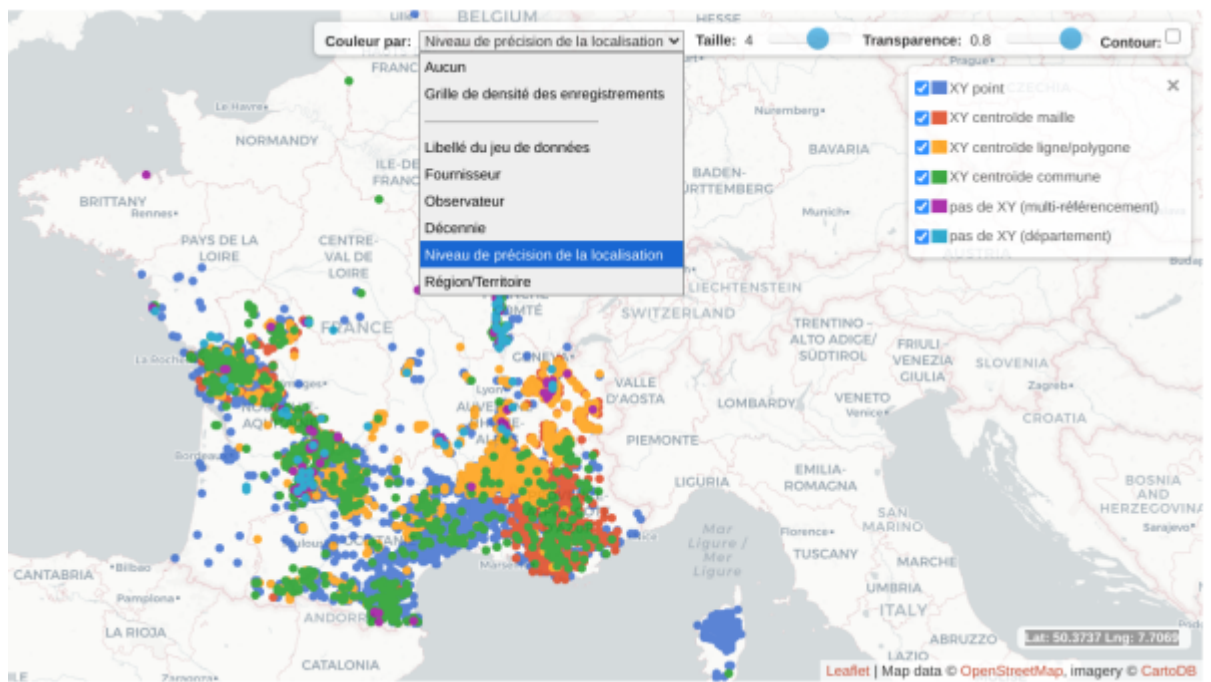 LILLE
BELGIUM
HESSE
Couleur par: Niveau de précision de la localisation
Taille: 4
Transparence: 0.8
Contour:
Aucun
Grille de densité des enregistrements
Libellé du jeu de données
Fournisseur
Observateur
Décennie
Niveau de précision de la localisation
Région/Territoire
XY point
XY centroïde maille
XY centroïde ligne/polygone
XY centroïde commune
pas de XY (multi-référencement)
pas de XY (département)
Prague
CZECHIA
Le Havre
Nuremberg
NORMANDY
BAVARIA
ILE-DE
FRANC
BADEN-
BRITTANY
Rennes
Munich
PAYS DE LA
LOIRE
CENTRE-
VAL DE
LOIRE
AUSTRIA
LIECHTENSTEIN
SWITZERLAND
FRANCE
TRENTINO -
ALTO ADIGE/
SÜDTIROL
FRIULI -
VENEZIA
GIULIA
SLOVENIA
GENEVA
Zagreb
VALLE
D'AOSTA
Lyon
LOMBARDY
VENETO
Venice
CROATIA
PIEMONTE
Bordeaux
LIGURIA
EMILIA-
ROMAGNA
BOSNIA
AND
HERZEGOVINA
SAN
MARINO
Sarajevo
Mar
Ligure /
Mer
Ligure
Florence
TUSCANY
MARCHE
CANTABRIA
Bilbao
Pamplona
UMBRIA
ITALY
LA RIOJA
ANDORR
ABRUZZO
LAZIO
CATALONIA
Zaragoza
Lat: 50.3737 Lng: 7.7069
Leaflet | Map data © OpenStreetMap, imagery © CartoDB